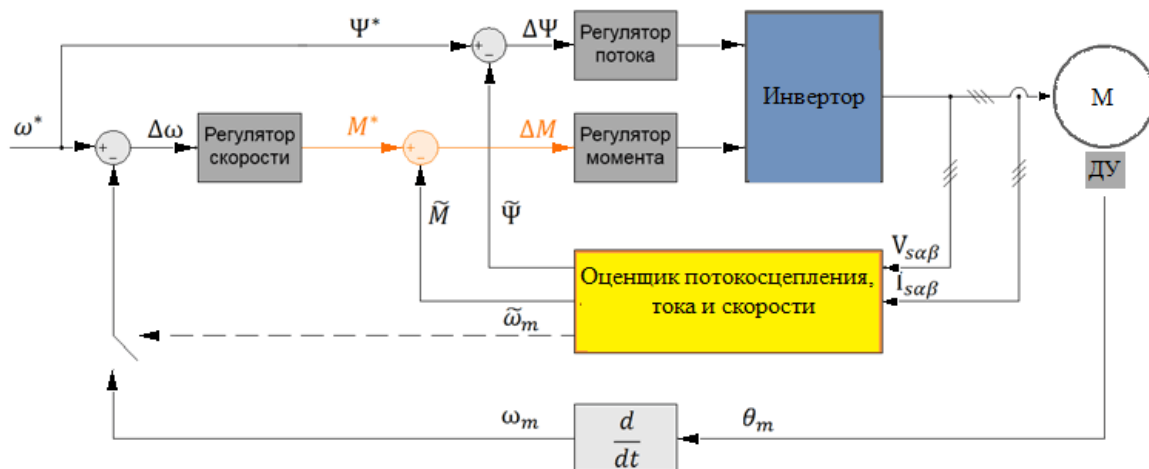 Ψ*
ΔΨ
Регулятор
потока
Инвертор
М
ω*
Δω
Регулятор
скорости
M*
ΔM
Регулятор
момента
ДУ
+
−
+
−
+
−
M̃
Ψ̃
V_sαβ
i_sαβ
Оценщик потокосцепления,
тока и скорости
ω̃_m
ω_m
d
dt
θ_m